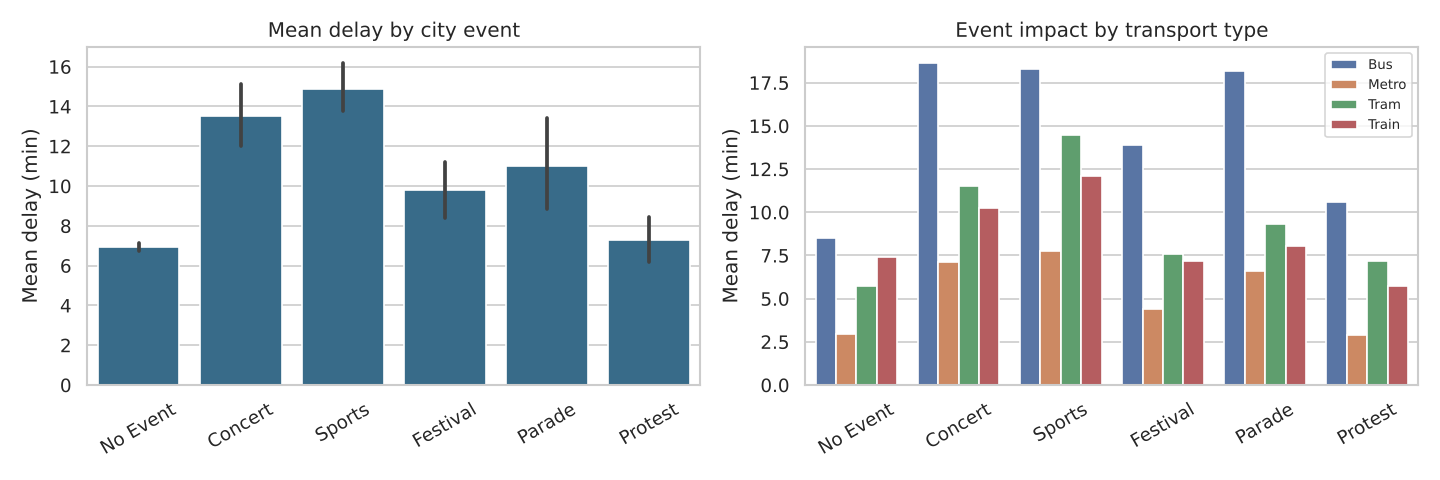 Mean delay by city event
Mean delay (min)
16
14
12
10
8
6
4
2
0
No Event
Concert
Sports
Festival
Parade
Protest
Event impact by transport type
Mean delay (min)
17.5
15.0
12.5
10.0
7.5
5.0
2.5
0.0
Bus
Metro
Tram
Train
No Event
Concert
Sports
Festival
Parade
Protest